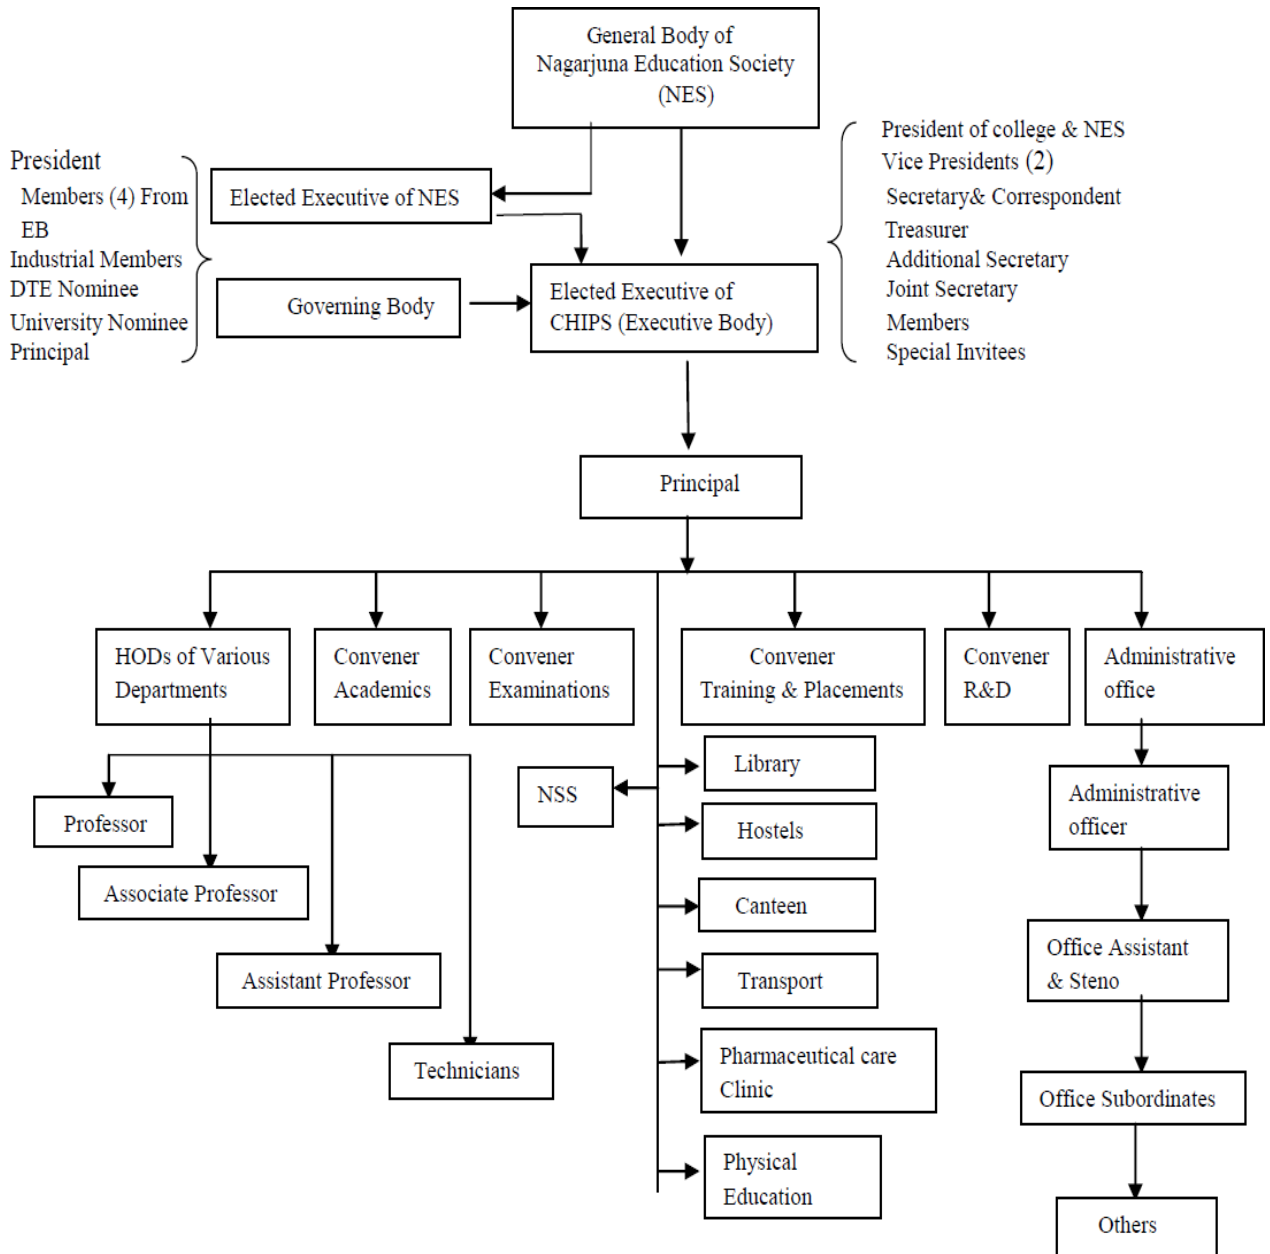 General Body of
Nagarjuna Education Society
(NES)
President
Members (4) From
EB
Industrial Members
DTE Nominee
University Nominee
Principal
Elected Executive of NES
Governing Body
Elected Executive of
CHIPS (Executive Body)
President of college & NES
Vice Presidents (2)
Secretary& Correspondent
Treasurer
Additional Secretary
Joint Secretary
Members
Special Invitees
Principal
HODs of Various
Departments
Convener
Academics
Convener
Examinations
Convener
Training & Placements
Convener
R&D
Administrative
office
Professor
Associate Professor
Assistant Professor
Technicians
NSS
Library
Hostels
Canteen
Transport
Pharmaceutical care
Clinic
Physical
Education
Administrative
officer
Office Assistant
& Steno
Office Subordinates
Others